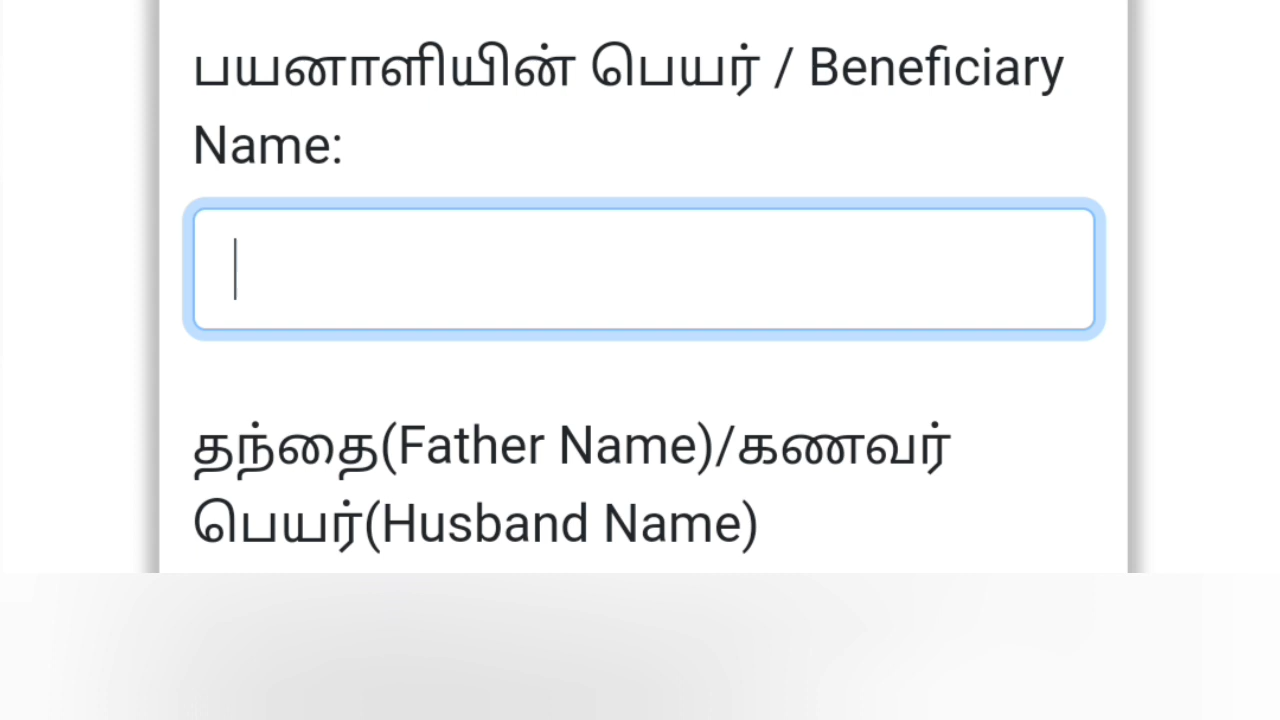 பயனாளியின் பெயர் / Beneficiary
Name:
தந்தை(Father Name)/கணவர்
பெயர்(Husband Name)